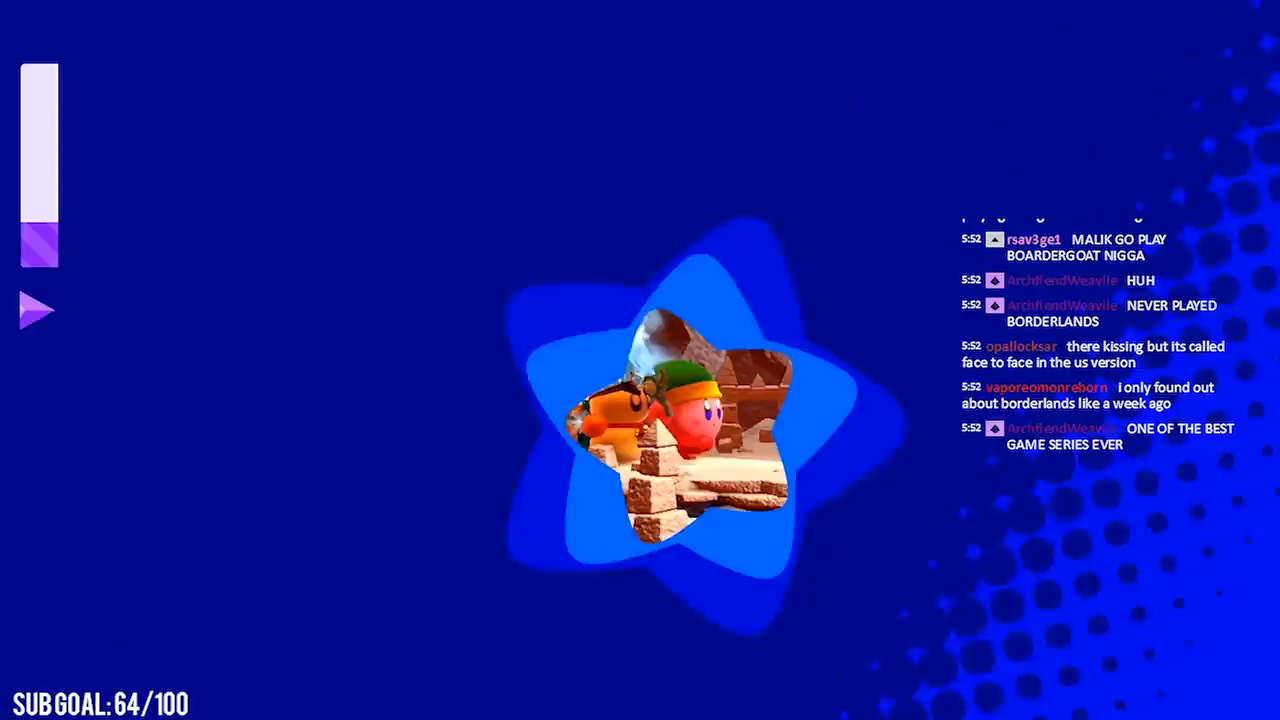 5:52 rsav3ge1 MALIK GO PLAY
BOARDERGOAT NIGGA
5:52 ArchfiendWeavile HUH
5:52 ArchfiendWeavile NEVER PLAYED
BORDERLANDS
5:52 opallocksar there kissing but its called
face to face in the us version
5:52 vaporeomonreborn i only found out
about borderlands like a week ago
5:52 ArchfiendWeavile ONE OF THE BEST
GAME SERIES EVER
SUB GOAL: 64/100